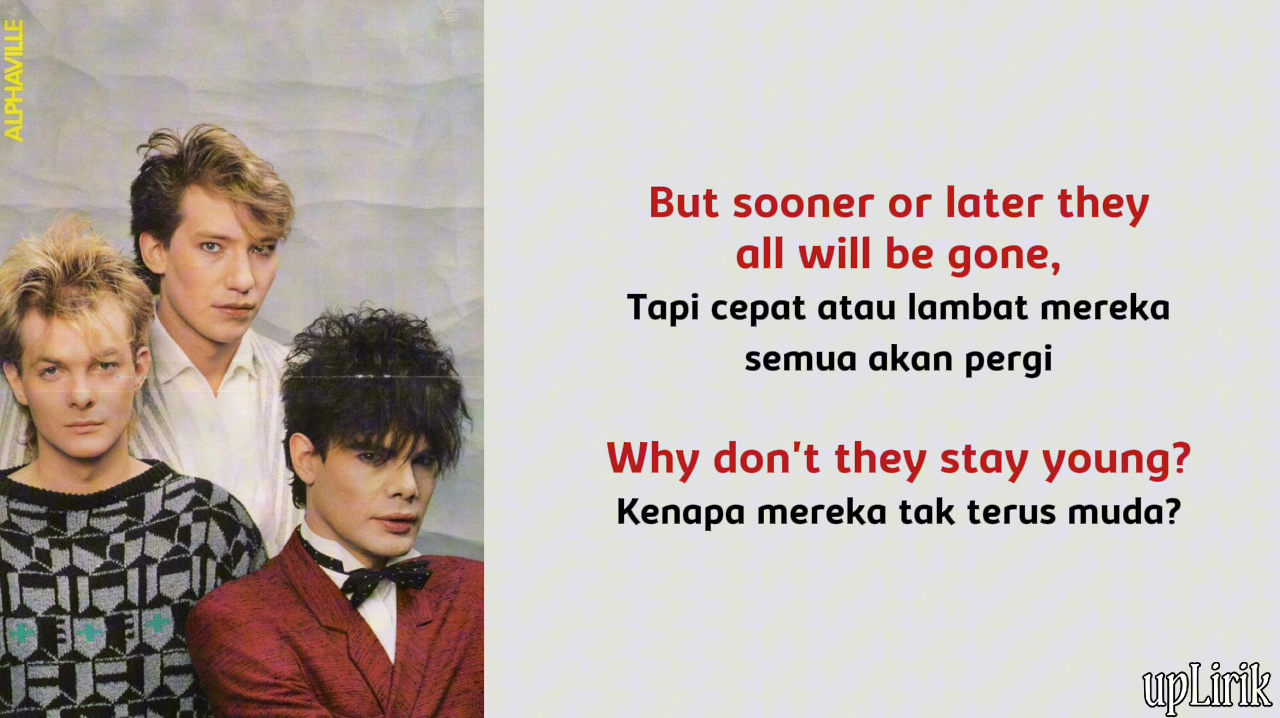 ALPHAVILLE
But sooner or later they
all will be gone,
Tapi cepat atau lambat mereka
semua akan pergi
Why don't they stay young?
Kenapa mereka tak terus muda?
upLirik